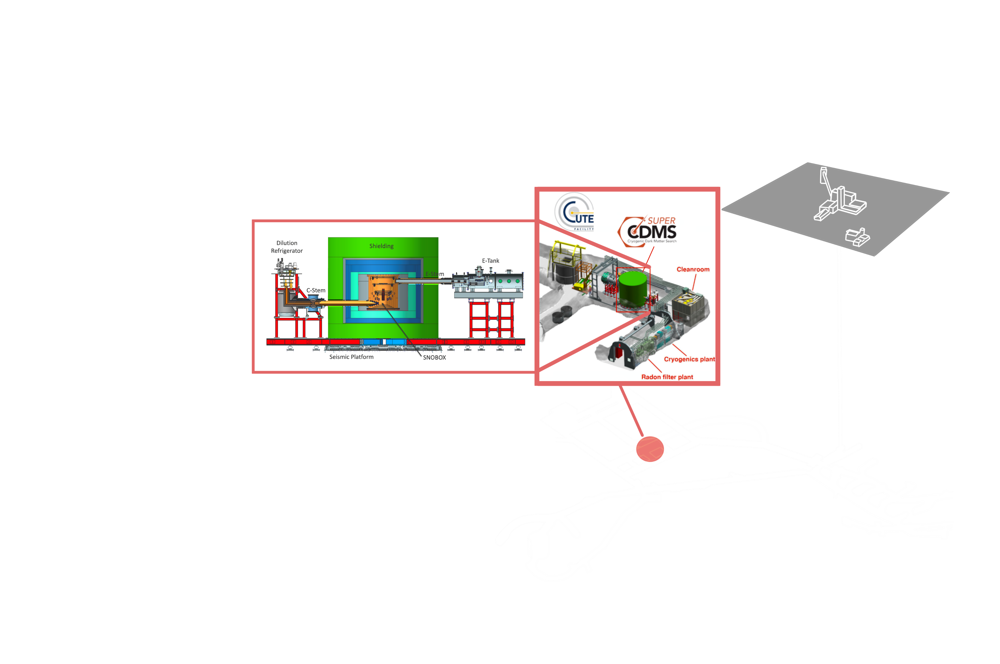 Dilution
Refrigerator
Shielding
E-Tank
E-Stem
C-Stem
Seismic Platform
SNOBOX
CUTE
FACILITY
SUPER
CDMS
Cryogenic Dark Matter Search
Cleanroom
Cryogenics plant
Radon filter plant